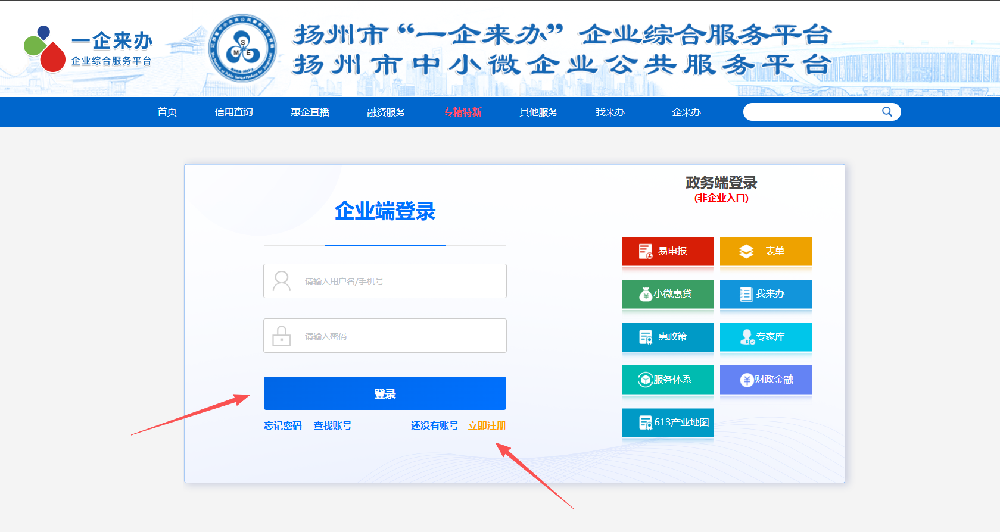 一企来办
企业综合服务平台
SME
扬州市“一企来办”企业综合服务平台
扬州市中小微企业公共服务平台
首页 信用查询 惠企直播 融资服务 专精特新 其他服务 我来办 一企来办
企业端登录
请输入用户名/手机号
请输入密码
登录
忘记密码 查找账号 还没有账号 立即注册
政务端登录
(非企业入口)
易申报 一表单
小微惠贷 我来办
惠政策 专家库
服务体系 财政金融
613产业地图